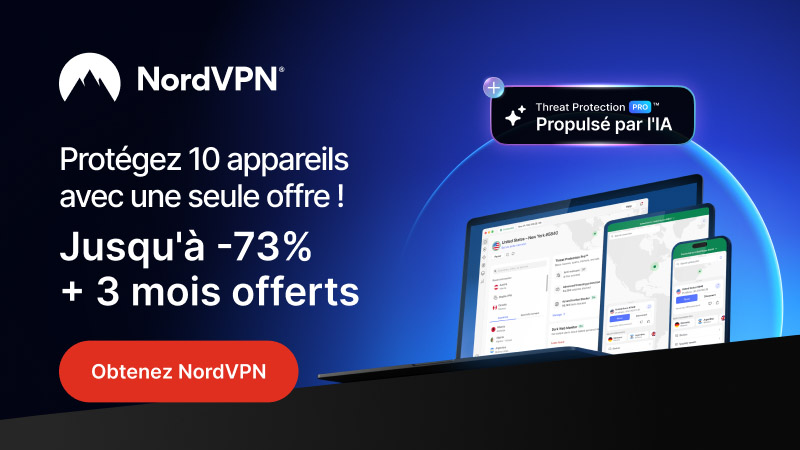 NordVPN®
Protégez 10 appareils
avec une seule offre !
Jusqu'à -73%
+ 3 mois offerts
Obtenez NordVPN
Threat Protection PRO™
Propulsé par l'IA